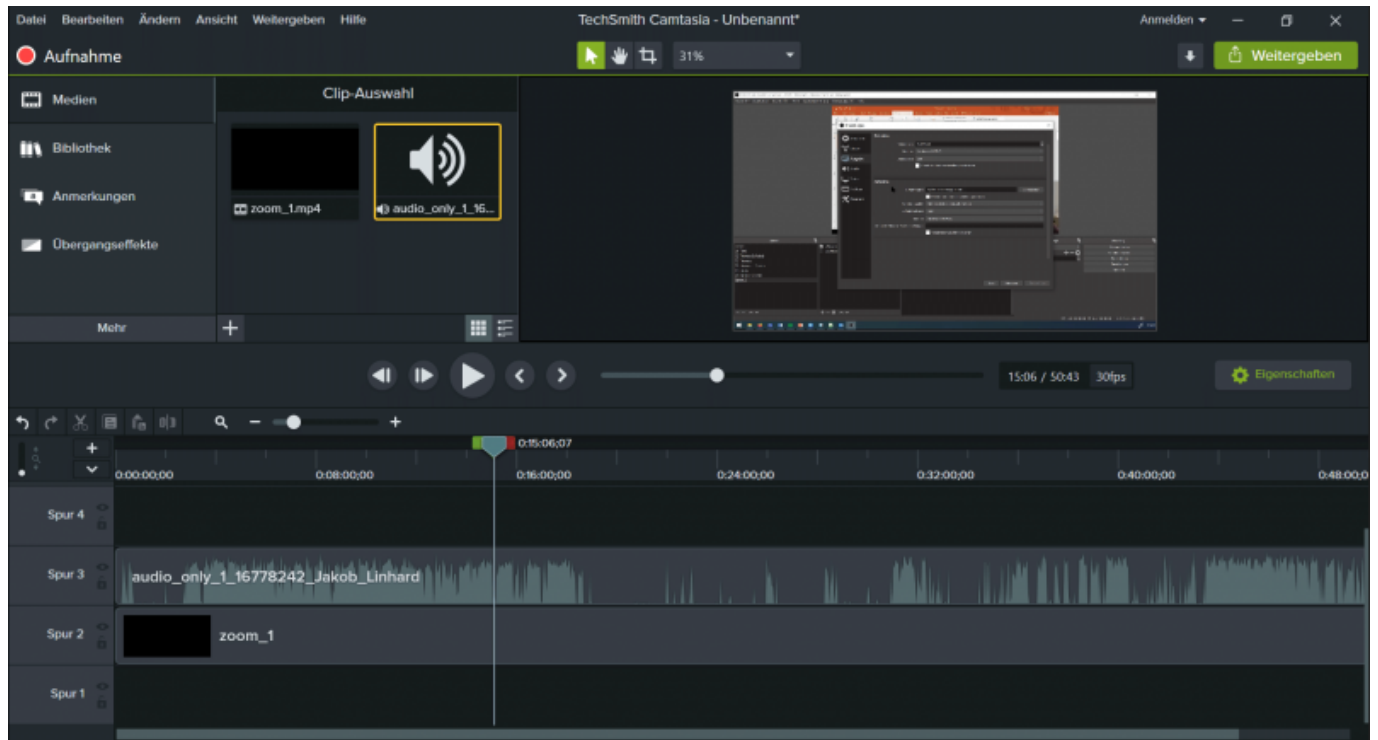 Datei Bearbeiten Ändern Ansicht Weitergeben Hilfe TechSmith Camtasia - Unbenannt* Anmelden
Aufnahme 31% Weitergeben
Medien
Bibliothek
Anmerkungen
Übergangseffekte
Mehr
Clip-Auswahl
zoom_1.mp4 audio_only_1_16...
15:06 / 50:43 30fps Eigenschaften
0:15:06;07
0:00:00;00 0:08:00;00 0:16:00;00 0:24:00;00 0:32:00;00 0:40:00;00 0:48:00;0
Spur 4
Spur 3 audio_only_1_16778242_Jakob_Linhard
Spur 2 zoom_1
Spur 1